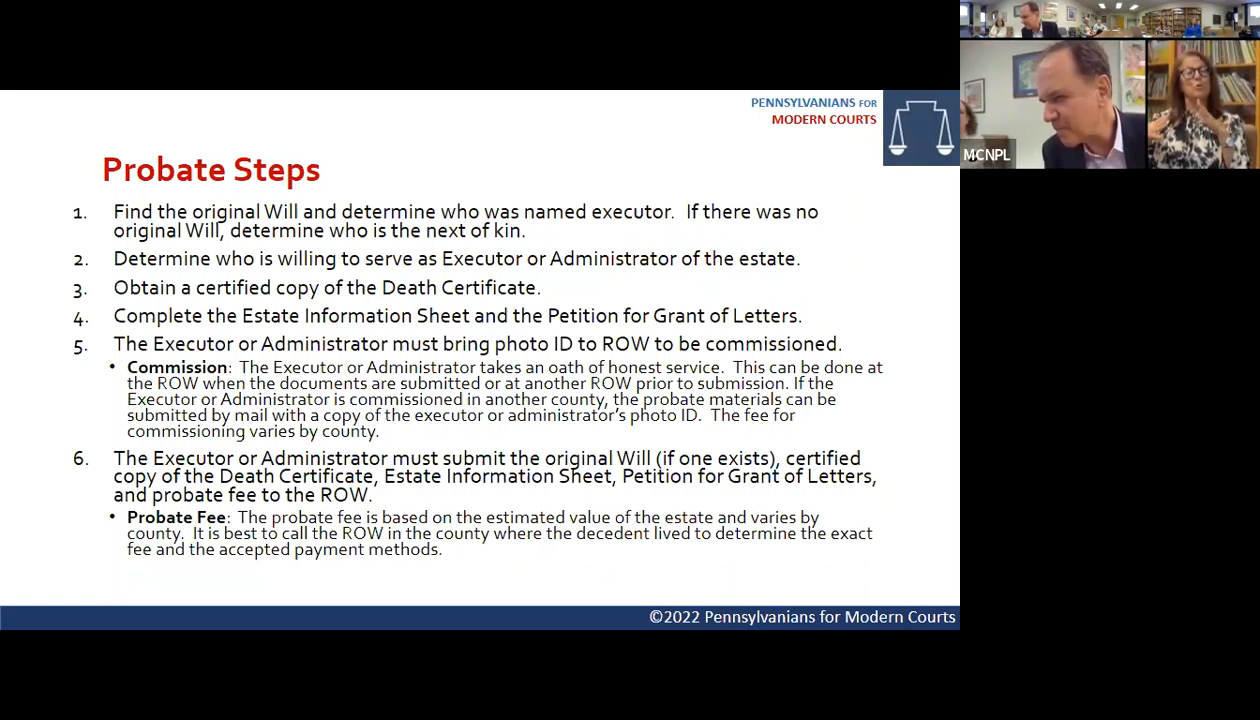 PENNSYLVANIANS FOR
MODERN COURTS
MCNPL
Probate Steps
1. Find the original Will and determine who was named executor. If there was no
original Will, determine who is the next of kin.
2. Determine who is willing to serve as Executor or Administrator of the estate.
3. Obtain a certified copy of the Death Certificate.
4. Complete the Estate Information Sheet and the Petition for Grant of Letters.
5. The Executor or Administrator must bring photo ID to ROW to be commissioned.
• Commission: The Executor or Administrator takes an oath of honest service. This can be done at
the ROW when the documents are submitted or at another ROW prior to submission. If the
Executor or Administrator is commissioned in another county, the probate materials can be
submitted by mail with a copy of the executor or administrator's photo ID. The fee for
commissioning varies by county.
6. The Executor or Administrator must submit the original Will (if one exists), certified
copy of the Death Certificate, Estate Information Sheet, Petition for Grant of Letters,
and probate fee to the ROW.
• Probate Fee: The probate fee is based on the estimated value of the estate and varies by
county. It is best to call the ROW in the county where the decedent lived to determine the exact
fee and the accepted payment methods.
©2022 Pennsylvanians for Modern Courts